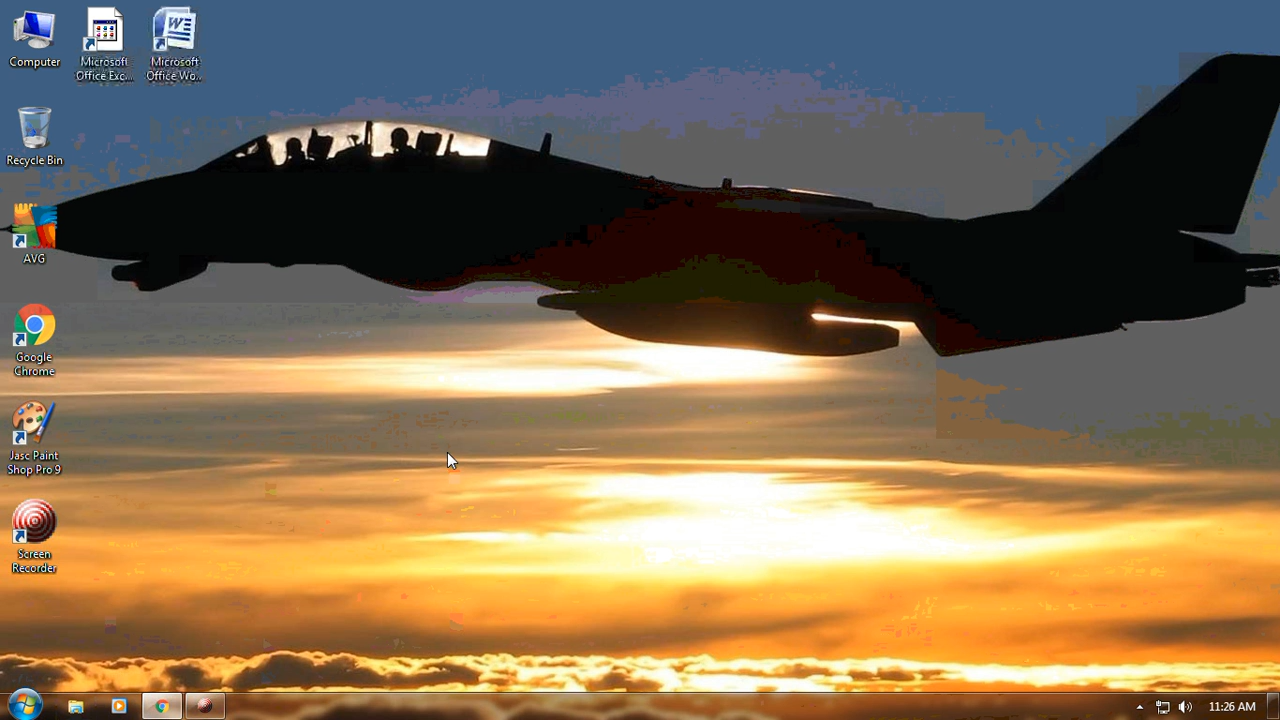 Computer
Microsoft
Office Exc...
Microsoft
Office Wo...
Recycle Bin
AVG
Google
Chrome
Jasc Paint
Shop Pro 9
Screen
Recorder
11:26 AM